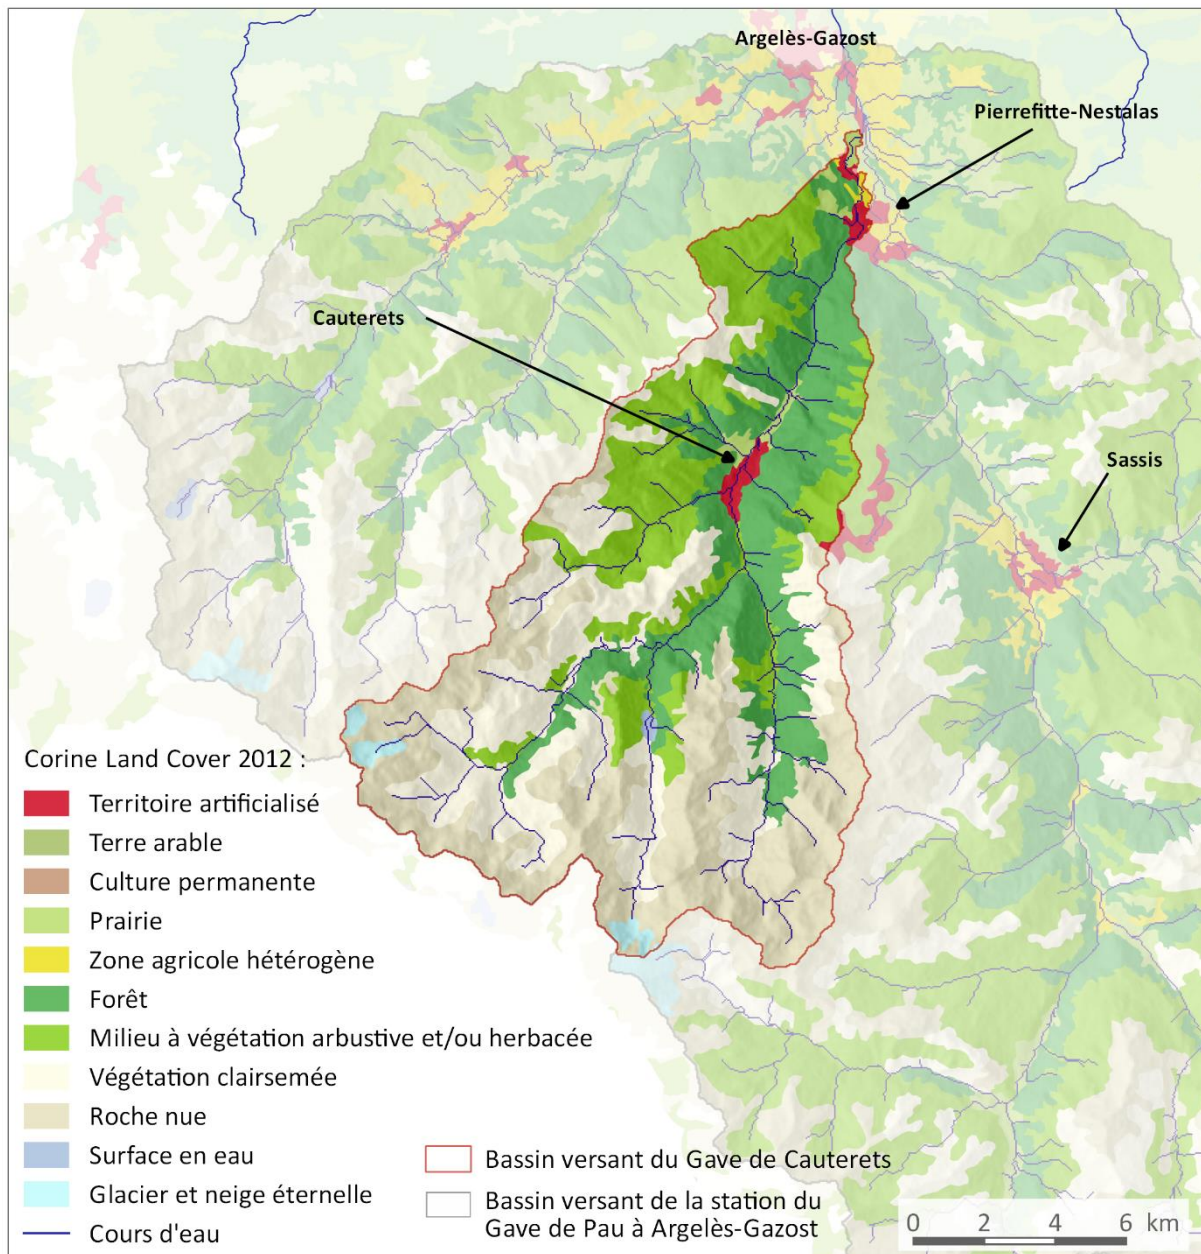 Argelès-Gazost
Pierrefitte-Nestalas
Cauterets
Sassis
Corine Land Cover 2012 :
Territoire artificialisé
Terre arable
Culture permanente
Prairie
Zone agricole hétérogène
Forêt
Milieu à végétation arbustive et/ou herbacée
Végétation clairsemée
Roche nue
Surface en eau
Glacier et neige éternelle
Cours d'eau
Bassin versant du Gave de Cauterets
Bassin versant de la station du
Gave de Pau à Argelès-Gazost
0 2 4 6 km